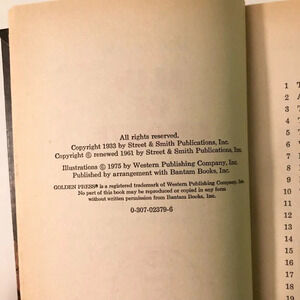 All rights reserved.
Copyright 1933 by Street & Smith Publications, Inc.
Copyright © renewed 1961 by Street & Smith Publications, Inc.
Illustrations © 1975 by Western Publishing Company, Inc.
Published by arrangement with Bantam Books, Inc.
GOLDEN PRESS® is a registered trademark of Western Publishing Company, Inc.
No part of this book may be reproduced or copied in any form
without written permission from Bantam Books, Inc.
0-307-02379-6
1 T
2 A
3
4
5
6
7
8
9
10
11
12
13
14
15
16
17
18
19